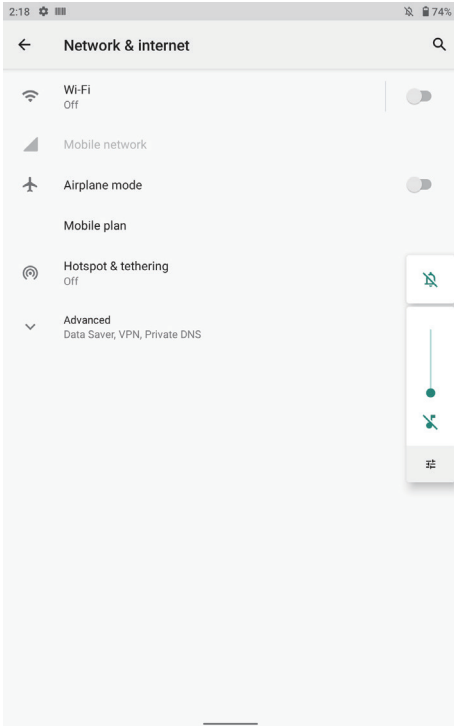 2:18
74%
Network & internet
Wi-Fi
Off
Mobile network
Airplane mode
Mobile plan
Hotspot & tethering
Off
Advanced
Data Saver, VPN, Private DNS